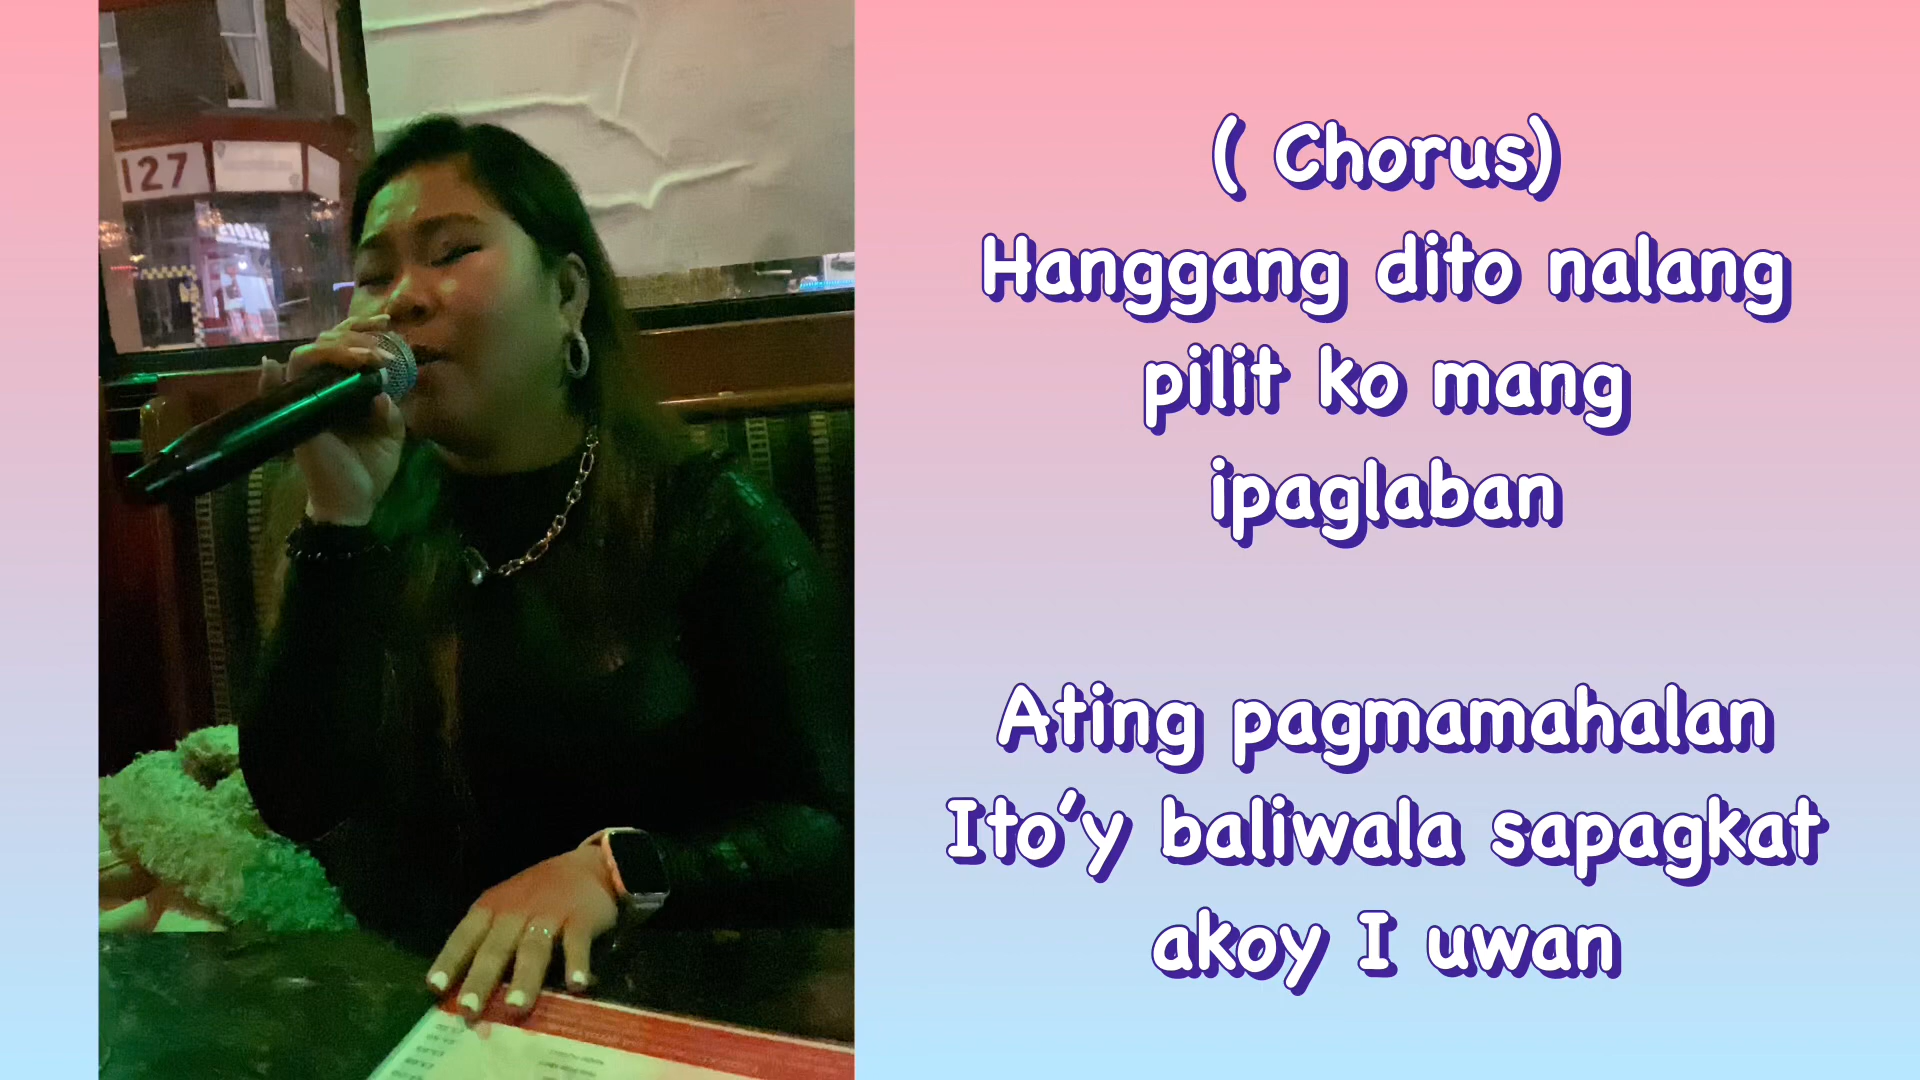 ( Chorus)
Hanggang dito nalang
pilit ko mang
ipaglaban
Ating pagmamahalan
Ito'y baliwala sapagkat
akoy I uwan
127